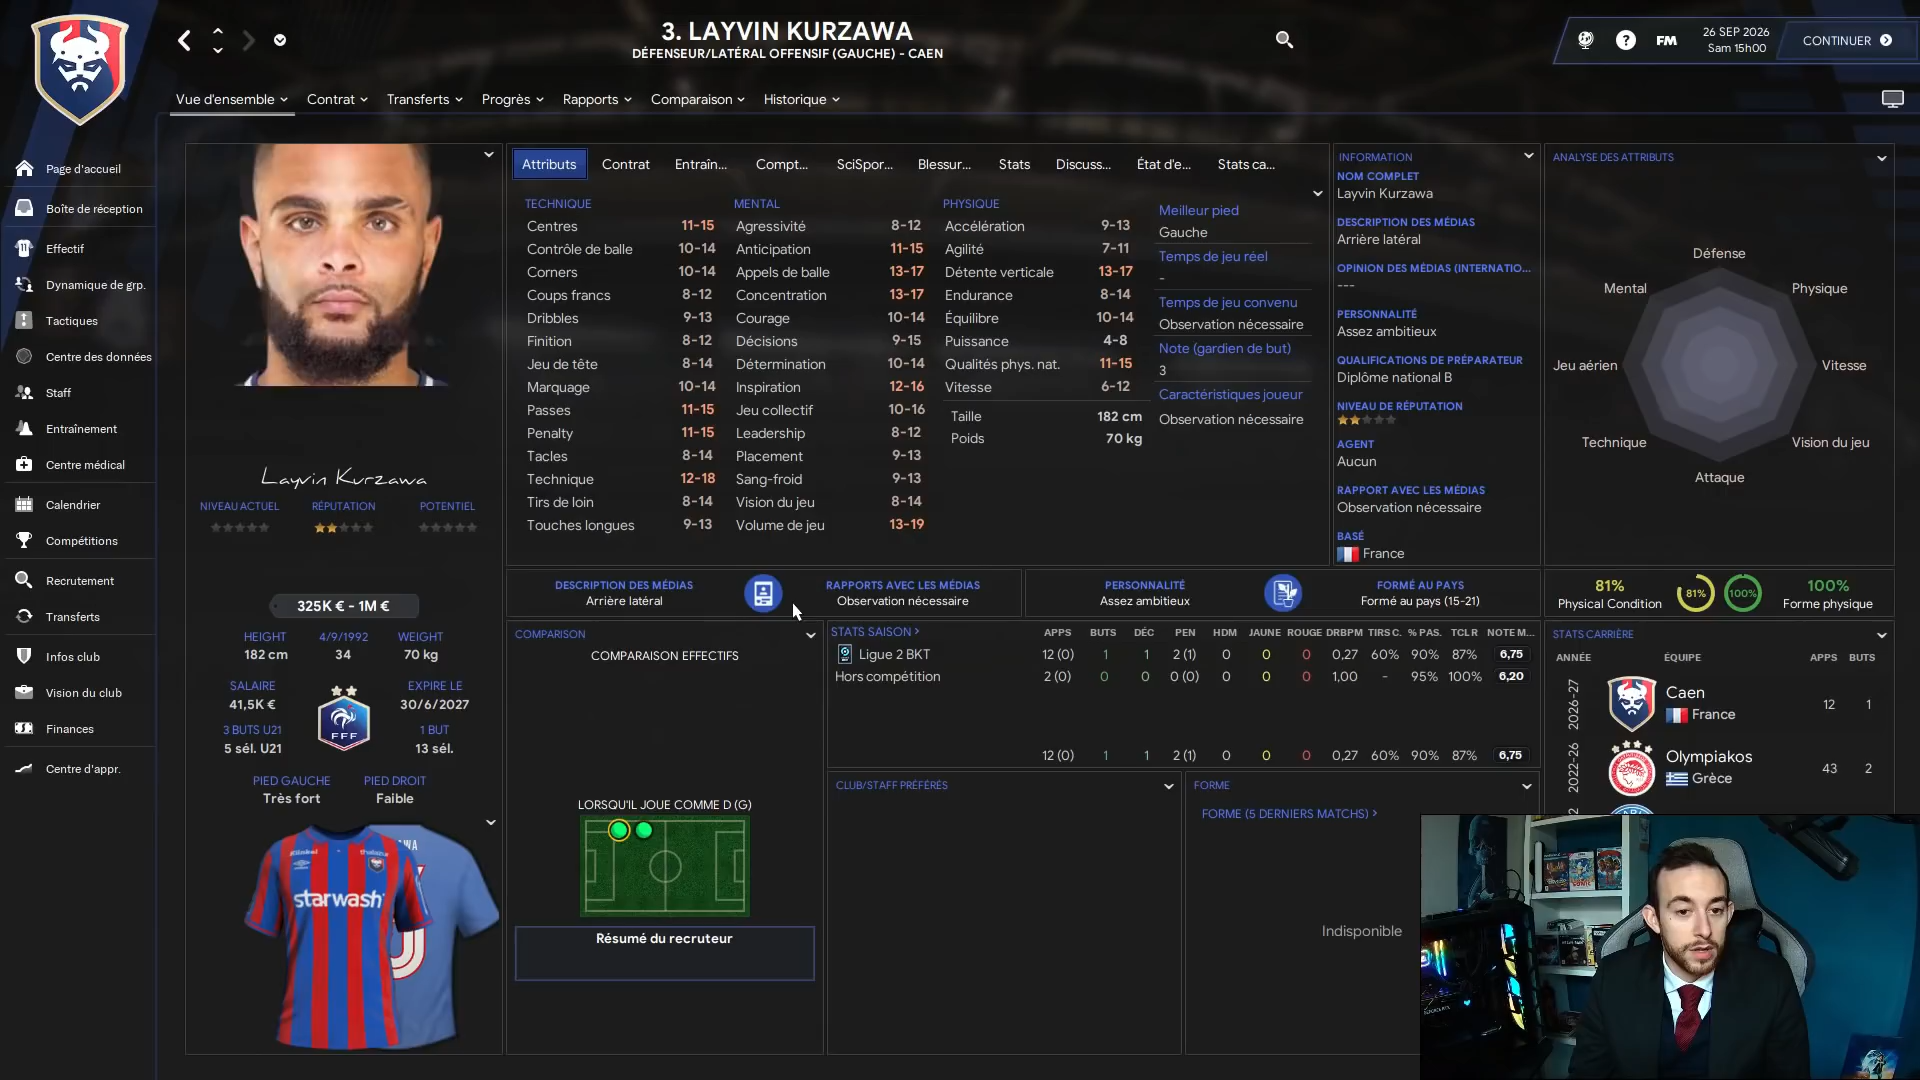 3. LAYVIN KURZAWA
DÉFENSEUR/LATÉRAL OFFENSIF (GAUCHE) - CAEN
FM
26 SEP 2026
Sam 15h00
CONTINUER
Vue d'ensemble
Contrat
Transferts
Progrès
Rapports
Comparaison
Historique
Page d'accueil
Boîte de réception
Effectif
Dynamique de grp.
Tactiques
Centre des données
Staff
Entraînement
Centre médical
Calendrier
Compétitions
Recrutement
Transferts
Infos club
Vision du club
Finances
Centre d'appr.
Layvin Kurzawa
NIVEAU ACTUEL RÉPUTATION POTENTIEL
325K € - 1M €
HEIGHT 4/9/1992 WEIGHT
182 cm 34 70 kg
SALAIRE EXPIRE LE
41,5K € 30/6/2027
FFF
3 BUTS U21 1 BUT
5 sél. U21 13 sél.
PIED GAUCHE PIED DROIT
Très fort Faible
starwash
Attributs Contrat Entraîn... Compt... SciSpor... Blessur... Stats Discuss... État d'e... Stats ca...
TECHNIQUE
Centres 11-15
Contrôle de balle 10-14
Corners 10-14
Coups francs 8-12
Dribbles 9-13
Finition 8-12
Jeu de tête 8-14
Marquage 10-14
Passes 11-15
Penalty 11-15
Tacles 8-14
Technique 12-18
Tirs de loin 8-14
Touches longues 9-13
MENTAL
Agressivité 8-12
Anticipation 11-15
Appels de balle 13-17
Concentration 13-17
Courage 10-14
Décisions 9-15
Détermination 10-14
Inspiration 12-16
Jeu collectif 10-16
Leadership 8-12
Placement 9-13
Sang-froid 9-13
Vision du jeu 8-14
Volume de jeu 13-19
PHYSIQUE
Accélération 9-13
Agilité 7-11
Détente verticale 13-17
Endurance 8-14
Équilibre 10-14
Puissance 4-8
Qualités phys. nat. 11-15
Vitesse 6-12
Taille 182 cm
Poids 70 kg
Meilleur pied
Gauche
Temps de jeu réel
-
Temps de jeu convenu
Observation nécessaire
Note (gardien de but)
3
Caractéristiques joueur
Observation nécessaire
INFORMATION
NOM COMPLET
Layvin Kurzawa
DESCRIPTION DES MÉDIAS
Arrière latéral
OPINION DES MÉDIAS (INTERNATIO...
---
PERSONNALITÉ
Assez ambitieux
QUALIFICATIONS DE PRÉPARATEUR
Diplôme national B
NIVEAU DE RÉPUTATION
AGENT
Aucun
RAPPORT AVEC LES MÉDIAS
Observation nécessaire
BASÉ
France
ANALYSE DES ATTRIBUTS
Défense
Mental Physique
Jeu aérien Vitesse
Technique Vision du jeu
Attaque
DESCRIPTION DES MÉDIAS
Arrière latéral
RAPPORTS AVEC LES MÉDIAS
Observation nécessaire
PERSONNALITÉ
Assez ambitieux
FORMÉ AU PAYS
Formé au pays (15-21)
81%
Physical Condition
81%
100%
100%
Forme physique
COMPARISON
COMPARAISON EFFECTIFS
LORSQU'IL JOUE COMME D (G)
Résumé du recruteur
STATS SAISON > APPS BUTS DÉC PEN HDM JAUNE ROUGE DRBPM TIRS C. % PAS. TCL R NOTE M...
Ligue 2 BKT 12 (0) 1 1 2 (1) 0 0 0 0,27 60% 90% 87% 6,75
Hors compétition 2 (0) 0 0 0 (0) 0 0 0 1,00 - 95% 100% 6,20
12 (0) 1 1 2 (1) 0 0 0 0,27 60% 90% 87% 6,75
CLUB/STAFF PRÉFÉRÉS
FORME
FORME (5 DERNIERS MATCHS) >
Indisponible
STATS CARRIÈRE
ANNÉE ÉQUIPE APPS BUTS
2026-27 Caen 12 1
France
2022-26 Olympiakos 43 2
Grèce